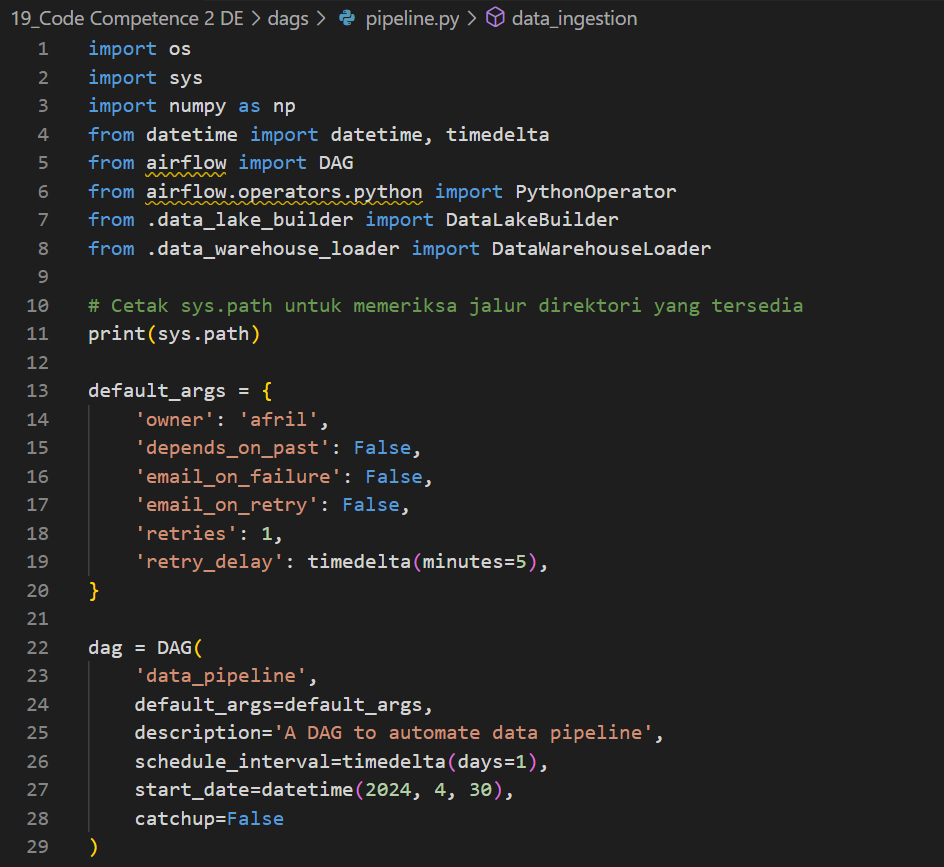 19_Code Competence 2 DE > dags > pipeline.py > data_ingestion
1 import os
2 import sys
3 import numpy as np
4 from datetime import datetime, timedelta
5 from airflow import DAG
6 from airflow.operators.python import PythonOperator
7 from .data_lake_builder import DataLakeBuilder
8 from .data_warehouse_loader import DataWarehouseLoader
9
10 # Cetak sys.path untuk memeriksa jalur direktori yang tersedia
11 print(sys.path)
12
13 default_args = {
14     'owner': 'afril',
15     'depends_on_past': False,
16     'email_on_failure': False,
17     'email_on_retry': False,
18     'retries': 1,
19     'retry_delay': timedelta(minutes=5),
20 }
21
22 dag = DAG(
23     'data_pipeline',
24     default_args=default_args,
25     description='A DAG to automate data pipeline',
26     schedule_interval=timedelta(days=1),
27     start_date=datetime(2024, 4, 30),
28     catchup=False
29 )